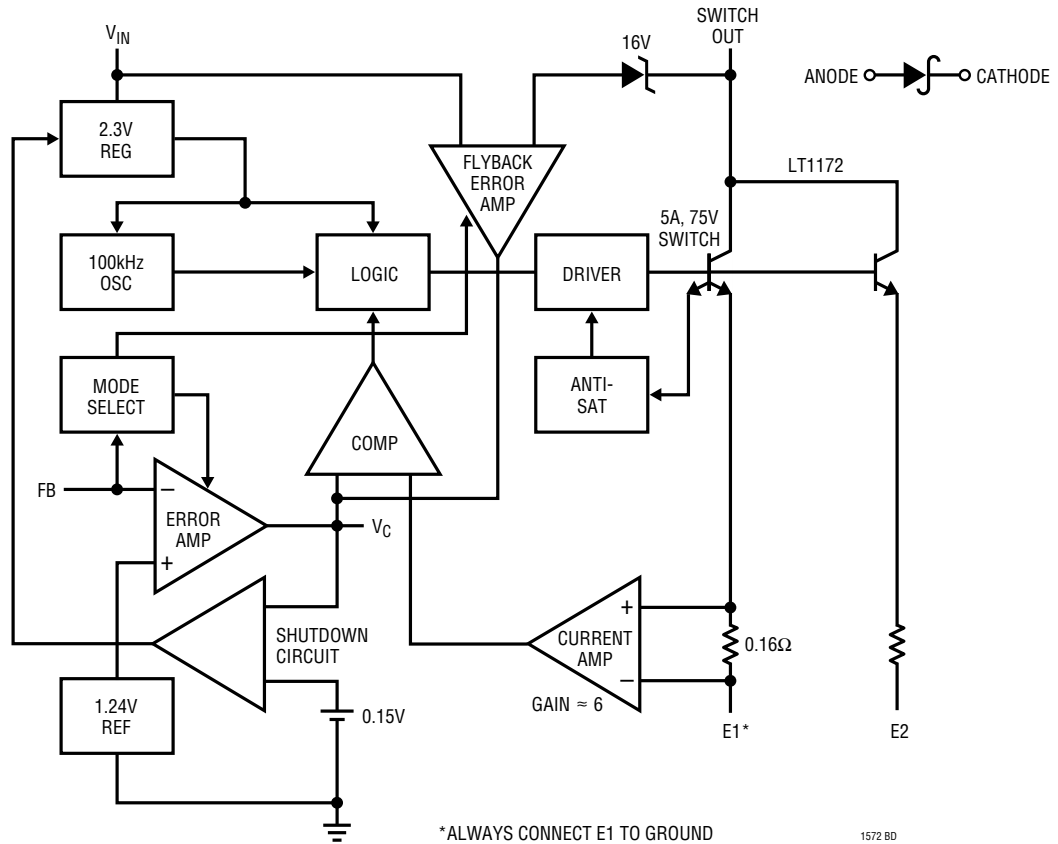 SWITCH
OUT
V_IN
16V
ANODE
CATHODE
2.3V
REG
FLYBACK
ERROR
AMP
LT1172
5A, 75V
SWITCH
100kHz
OSC
LOGIC
DRIVER
MODE
SELECT
ANTI-
SAT
COMP
FB
−
ERROR
AMP
+
V_C
SHUTDOWN
CIRCUIT
+
CURRENT
AMP
−
0.16Ω
GAIN ≈ 6
1.24V
REF
0.15V
E1*
E2
*ALWAYS CONNECT E1 TO GROUND
1572 BD